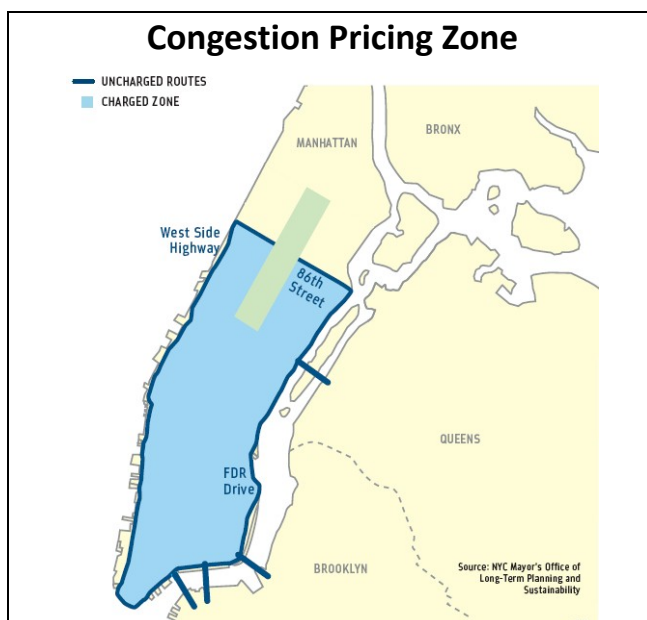 Congestion Pricing Zone
UNCHARGED ROUTES
CHARGED ZONE
BRONX
MANHATTAN
West Side
Highway
86th
Street
QUEENS
FDR
Drive
BROOKLYN
Source: NYC Mayor's Office of
Long-Term Planning and
Sustainability